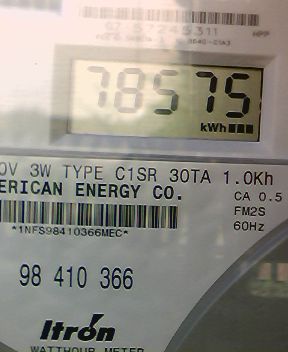 78575
kWh
0V 3W TYPE C1SR 30TA 1.0Kh
ERICAN ENERGY CO.
CA 0.5
FM2S
*1NFS98410366MEC*
60Hz
98 410 366
Itron
WATTHOUR METER